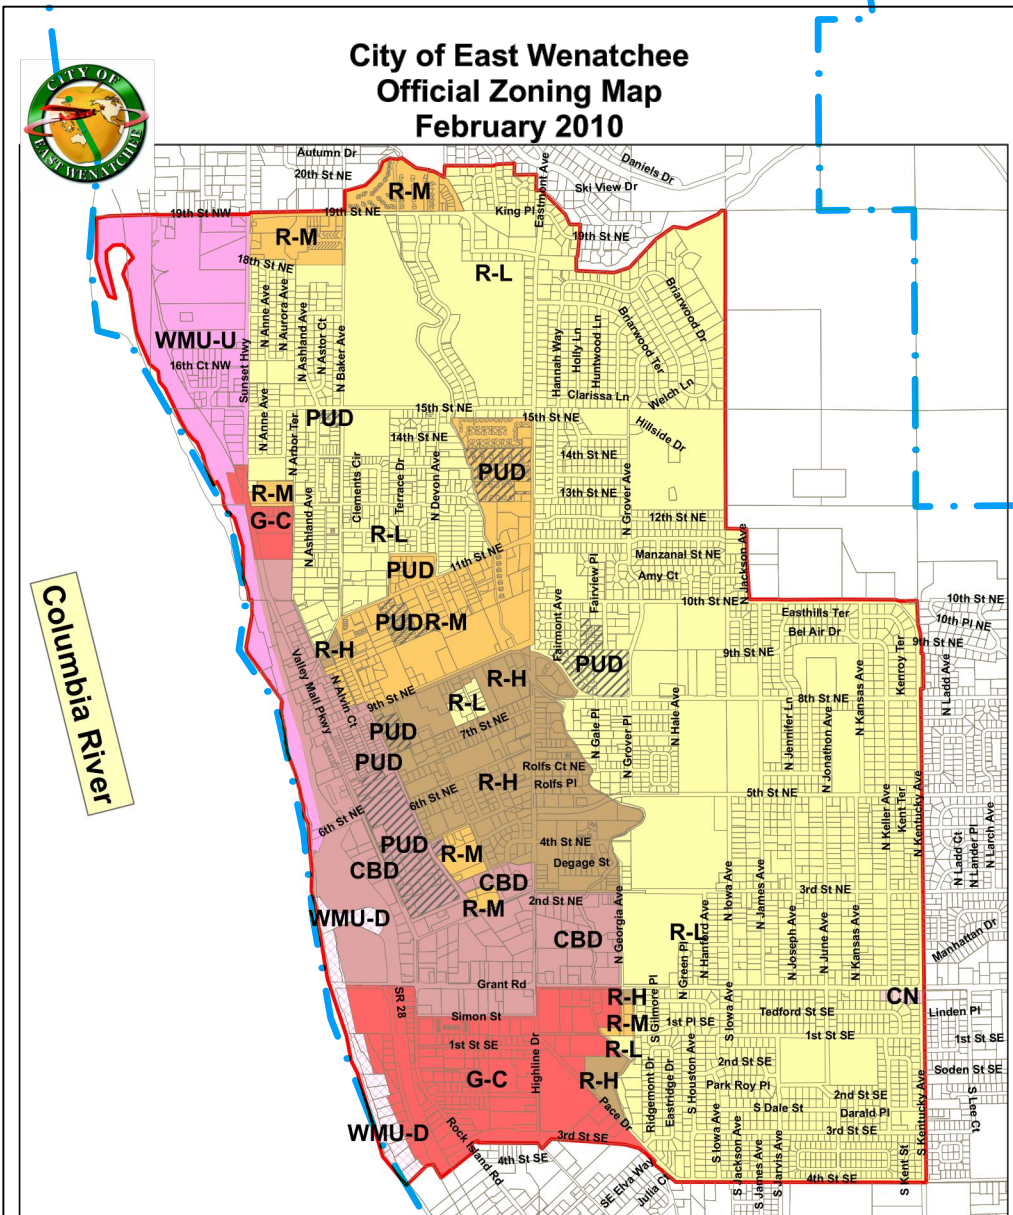 City of East Wenatchee
Official Zoning Map
February 2010
CITY OF
EAST WENATCHEE
Autumn Dr
20th St NE
Daniels Dr
Ski View Dr
Eastmont Ave
R-M
King Pl
19th St NW
19th St NE
19th St NE
R-M
18th St NE
R-L
Briarwood Dr
N Anne Ave
N Aurora Ave
N Ashland Ave
N Astor Ct
N Baker Ave
Hannah Way
Holly Ln
Huntwood Ln
Briarwood Ter
WMU-U
16th Ct NW
Sunset Hwy
Clarissa Ln
Welch Ln
15th St NE
15th St NE
PUD
N Anne Ave
N Arbor Ter
14th St NE
Hillside Dr
14th St NE
PUD
Clements Cir
Terrace Dr
N Devon Ave
13th St NE
N Grover Ave
R-M
G-C
N Ashland Ave
12th St NE
R-L
N Jackson Ave
Manzanal St NE
11th St NE
PUD
Fairview Pl
Amy Ct
10th St NE
10th St NE
10th Pl NE
Columbia River
PUD
R-M
Fairmont Ave
Easthills Ter
Bel Air Dr
9th St NE
R-H
Kenroy Ter
9th St NE
Valley Mall Pkwy
N Alvin Ct
PUD
N Ladd Ave
R-H
9th St NE
R-L
8th St NE
N Kansas Ave
7th St NE
N Gale Pl
N Grover Pl
N Hale Ave
N Jennifer Ln
N Jonathon Ave
PUD
PUD
Rolfs Ct NE
Rolfs Pl
R-H
6th St NE
5th St NE
6th St NE
N Keller Ave
Kent Ter
N Kentucky Ave
PUD
4th St NE
R-M
Degage St
N Ladd Ct
N Lander Pl
N Larch Ave
CBD
CBD
3rd St NE
R-M
2nd St NE
N Iowa Ave
N James Ave
WMU-D
N Georgia Ave
CBD
R-L
N Green Pl
N Hanford Ave
N Joseph Ave
N June Ave
N Kansas Ave
Manhattan Dr
Grant Rd
SR 28
R-H
CN
S Gilmore Pl
S Iowa Ave
Tedford St SE
Linden Pl
Simon St
R-M
1st Pl SE
1st St SE
1st St SE
1st St SE
Highline Dr
R-L
2nd St SE
Soden St SE
G-C
R-H
Ridgemont Dr
Eastridge Dr
S Houston Ave
Park Roy Pl
2nd St SE
S Kentucky Ave
S Lee Ct
Pace Dr
S Dale St
Darald Pl
WMU-D
Rock Island Rd
3rd St SE
3rd St SE
S Iowa Ave
S Jackson Ave
S James Ave
S Jarvis Ave
S Kent St
4th St SE
SE Elva Way
Julia Ct
4th St SE